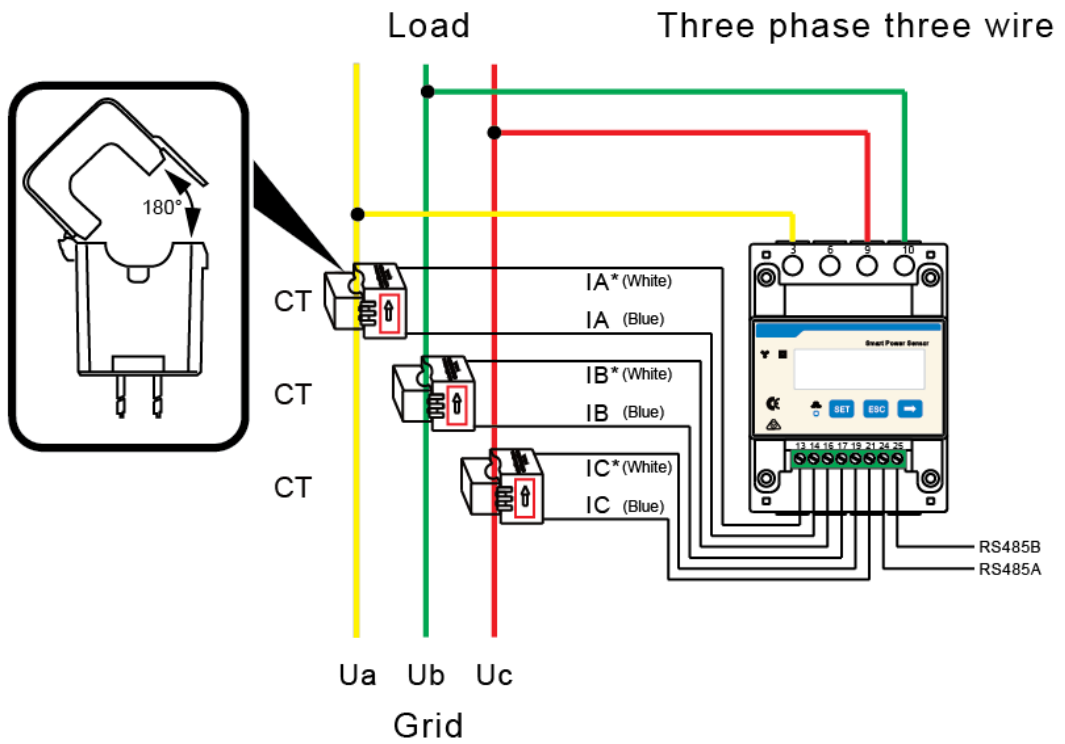 Load
Three phase three wire
180°
3 6 9 10
CT
IA* (White)
IA (Blue)
Smart Power Sensor
CT
IB* (White)
IB (Blue)
SET
ESC
13 14 16 17 19 21 24 25
CT
IC* (White)
IC (Blue)
RS485B
RS485A
Ua Ub Uc
Grid